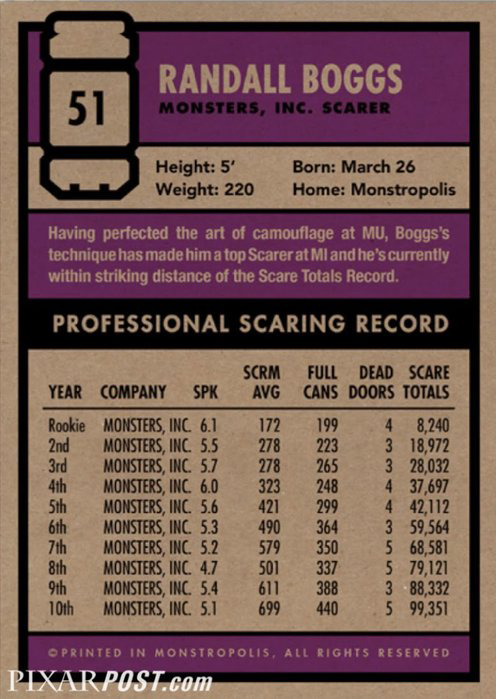 51
RANDALL BOGGS
MONSTERS, INC. SCARER
Height: 5’ Born: March 26
Weight: 220 Home: Monstropolis
Having perfected the art of camouflage at MU, Boggs’s
technique has made him a top Scarer at MI and he’s currently
within striking distance of the Scare Totals Record.
PROFESSIONAL SCARING RECORD
SCRM FULL DEAD SCARE
YEAR COMPANY SPK AVG CANS DOORS TOTALS
Rookie MONSTERS, INC. 6.1 172 199 4 8,240
2nd MONSTERS, INC. 5.5 278 223 3 18,972
3rd MONSTERS, INC. 5.7 278 265 3 28,032
4th MONSTERS, INC. 6.0 323 248 4 37,697
5th MONSTERS, INC. 5.6 421 299 4 42,112
6th MONSTERS, INC. 5.3 490 364 3 59,564
7th MONSTERS, INC. 5.2 579 350 5 68,581
8th MONSTERS, INC. 4.7 501 337 5 79,121
9th MONSTERS, INC. 5.4 611 388 3 88,332
10th MONSTERS, INC. 5.1 699 440 5 99,351
©PRINTED IN MONSTROPOLIS, ALL RIGHTS RESERVED
PIXARPOST.com